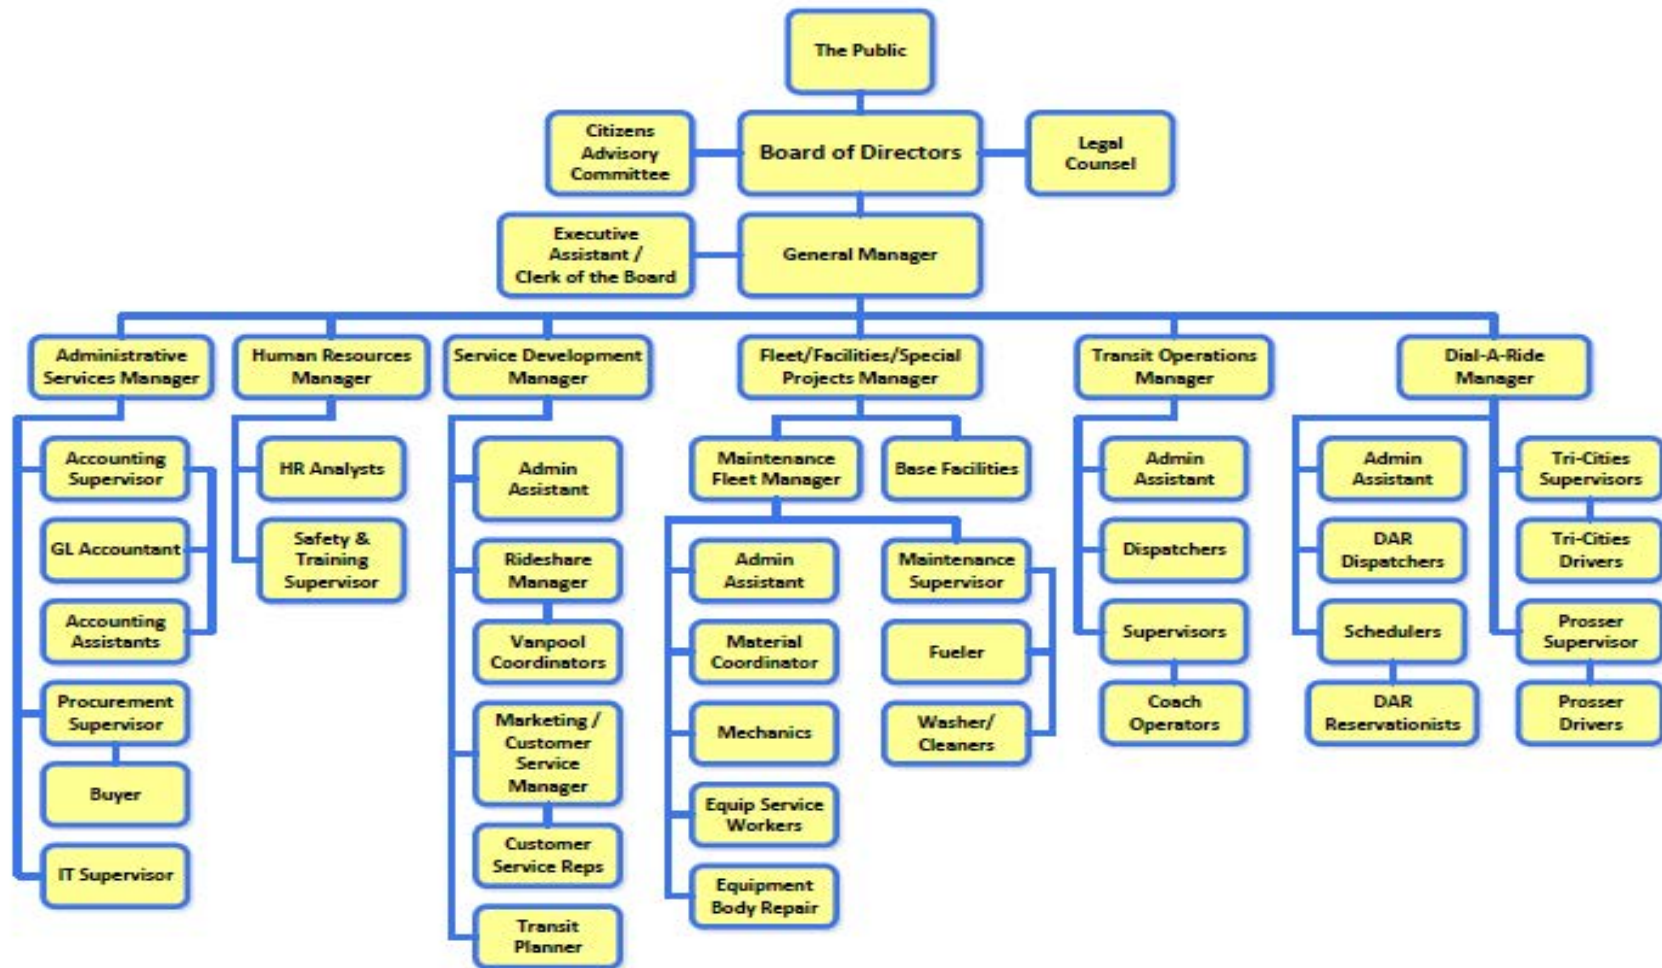 The Public
Citizens
Advisory
Committee
Board of Directors
Legal
Counsel
Executive
Assistant /
Clerk of the Board
General Manager
Administrative
Services Manager
Human Resources
Manager
Service Development
Manager
Fleet/Facilities/Special
Projects Manager
Transit Operations
Manager
Dial-A-Ride
Manager
Accounting
Supervisor
GL Accountant
Accounting
Assistants
Procurement
Supervisor
Buyer
IT Supervisor
HR Analysts
Safety &
Training
Supervisor
Admin
Assistant
Rideshare
Manager
Vanpool
Coordinators
Marketing /
Customer
Service
Manager
Customer
Service Reps
Transit
Planner
Maintenance
Fleet Manager
Base Facilities
Admin
Assistant
Material
Coordinator
Mechanics
Equip Service
Workers
Equipment
Body Repair
Maintenance
Supervisor
Fueler
Washer/
Cleaners
Admin
Assistant
Dispatchers
Supervisors
Coach
Operators
Admin
Assistant
DAR
Dispatchers
Schedulers
DAR
Reservationists
Tri-Cities
Supervisors
Tri-Cities
Drivers
Prosser
Supervisor
Prosser
Drivers